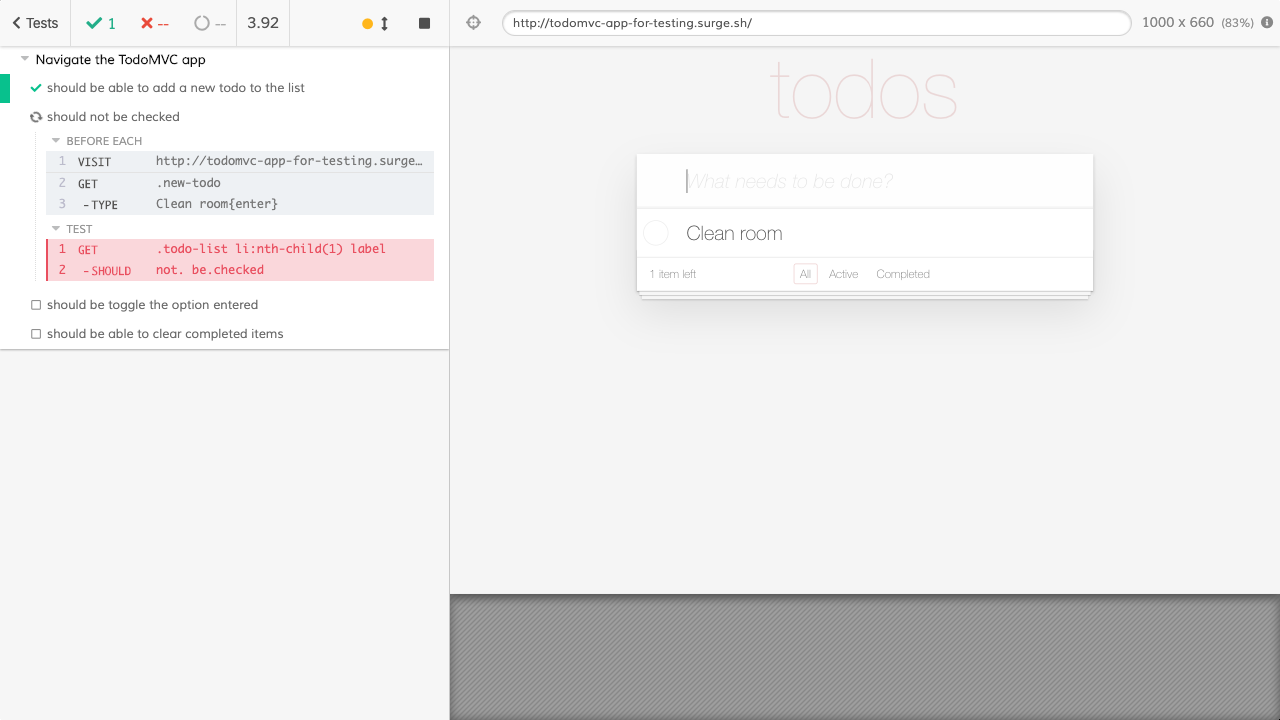 Tests 1 -- -- 3.92
Navigate the TodoMVC app
should be able to add a new todo to the list
should not be checked
BEFORE EACH
1 VISIT http://todomvc-app-for-testing.surge…
2 GET .new-todo
3 -TYPE Clean room{enter}
TEST
1 GET .todo-list li:nth-child(1) label
2 -SHOULD not. be.checked
should be toggle the option entered
should be able to clear completed items
http://todomvc-app-for-testing.surge.sh/ 1000 x 660 (83%)
todos
What needs to be done?
Clean room
1 item left All Active Completed